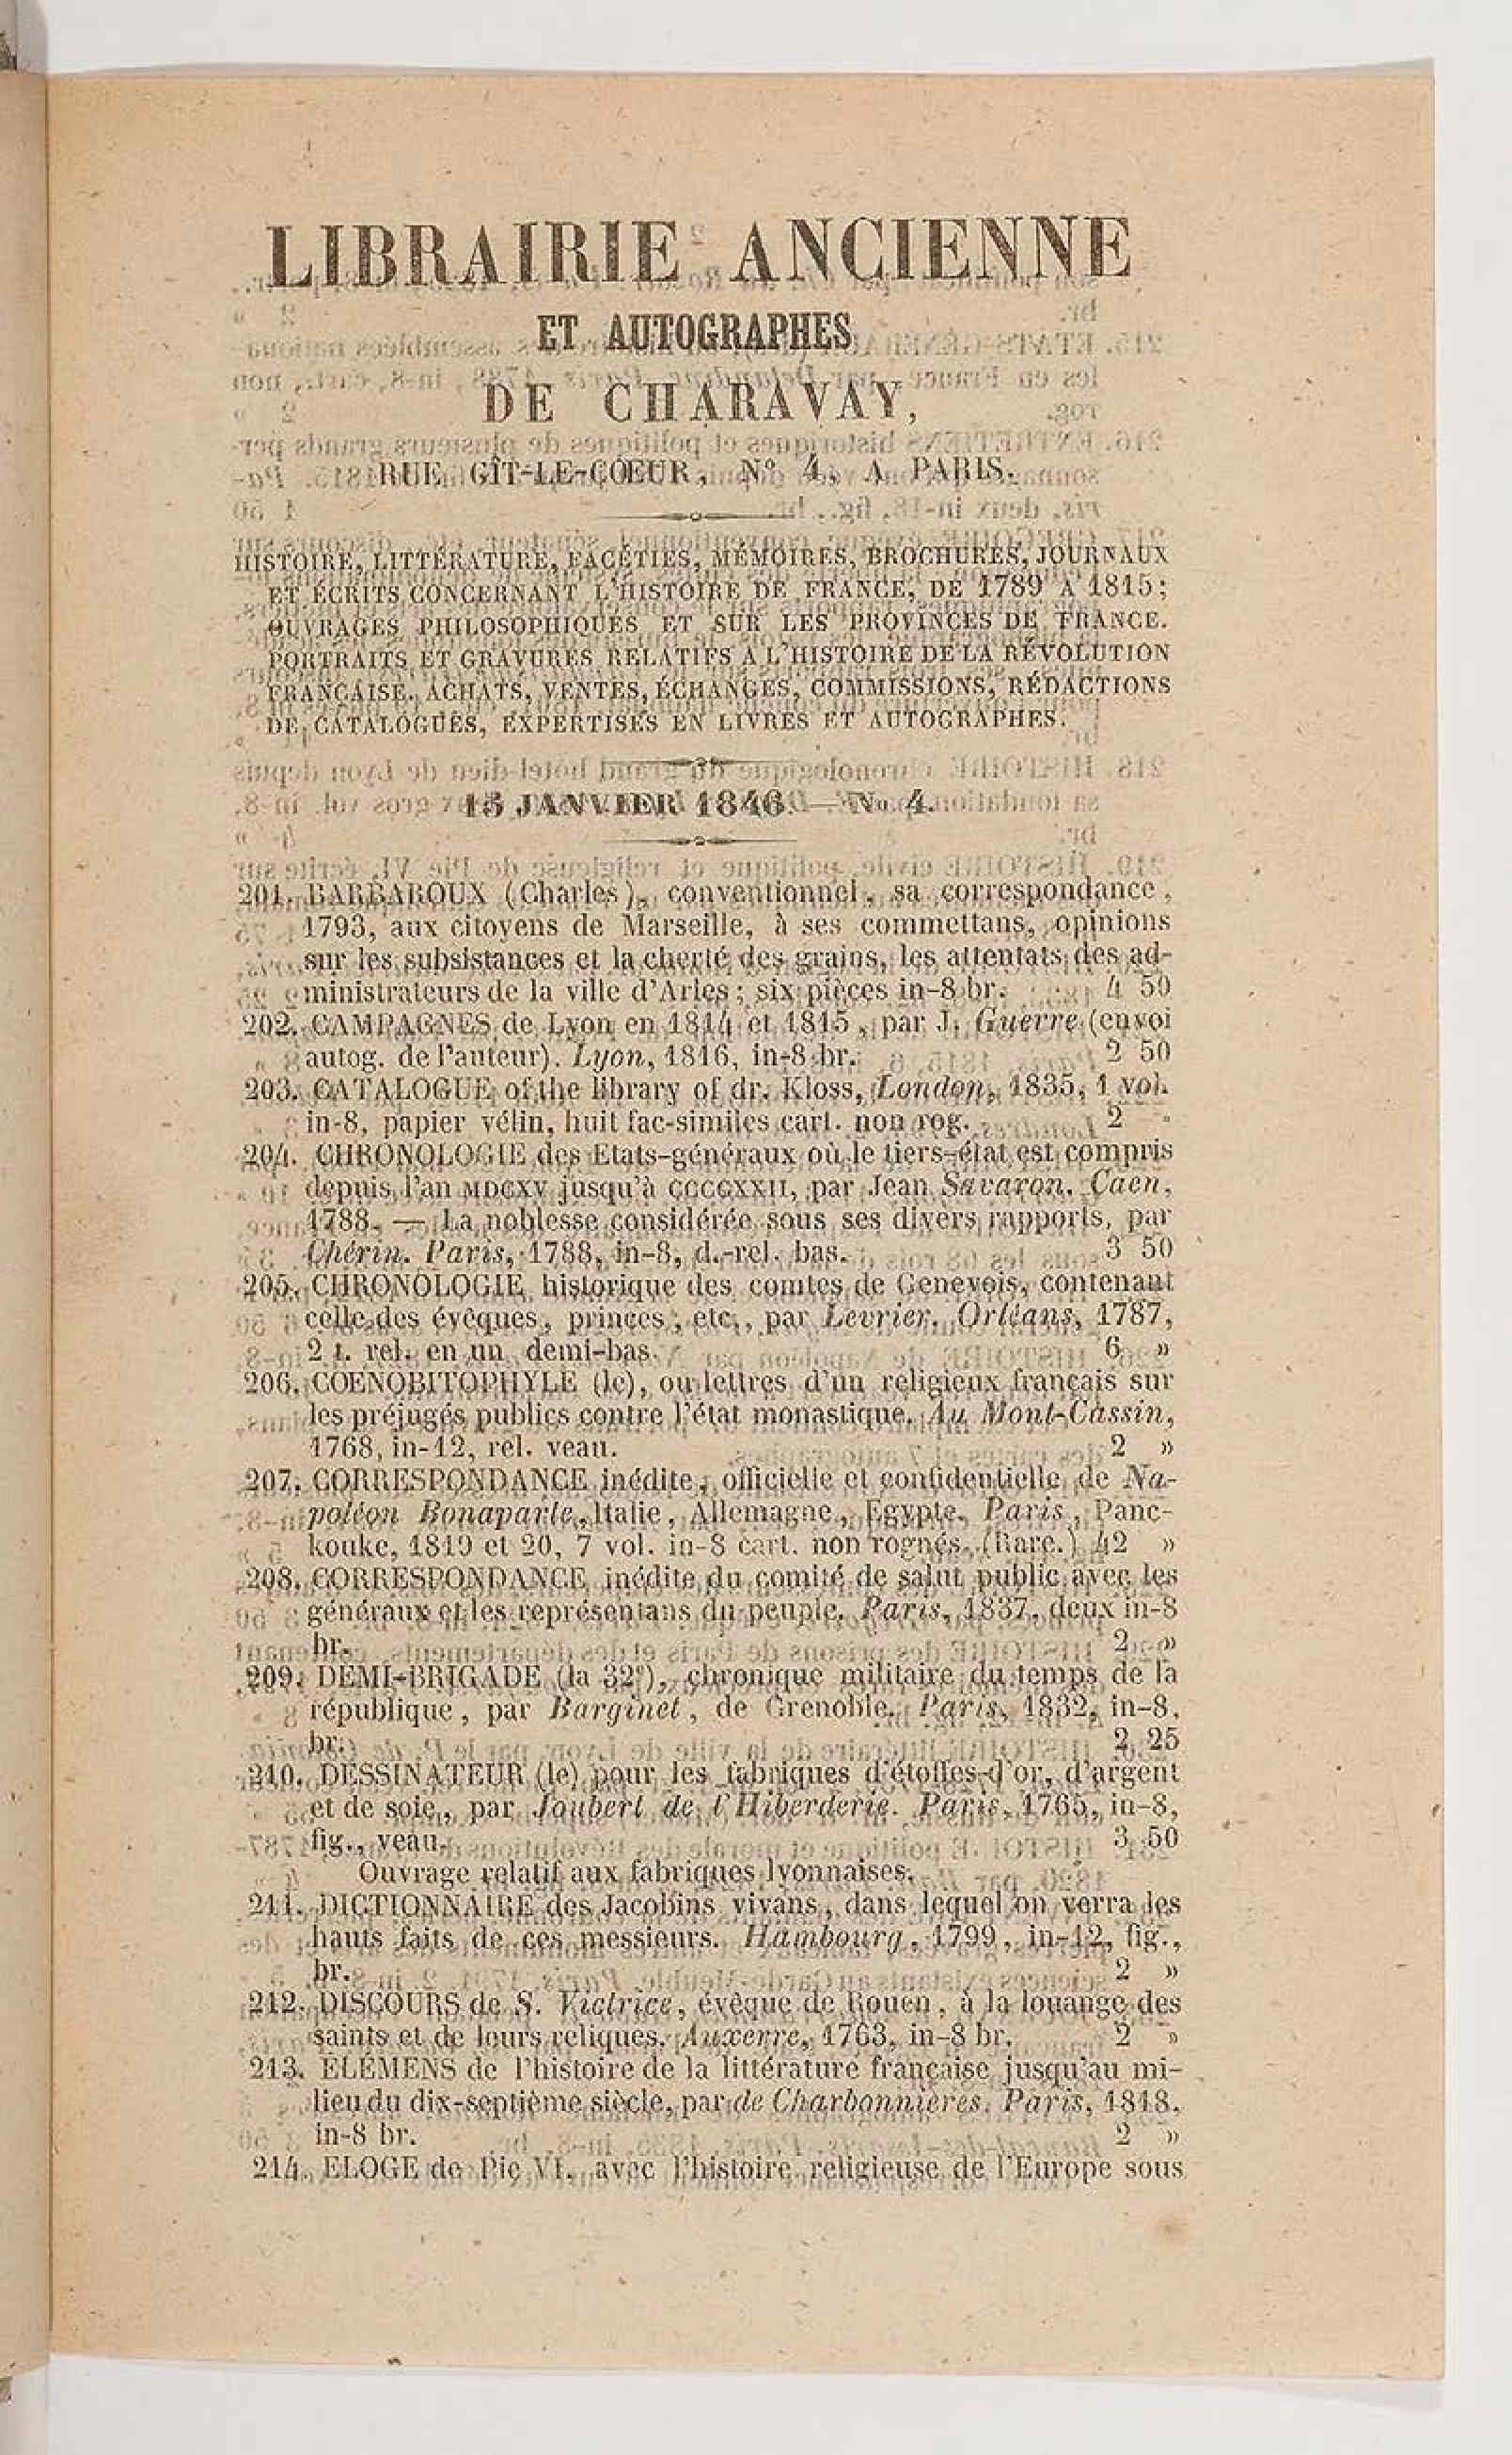 LIBRAIRIE ANCIENNE
ET AUTOGRAPHES
DE CHARAVAY,
RUE GÎT-LE-CŒUR, No 4, A PARIS.
HISTOIRE, LITTÉRATURE, FACÉTIES, MÉMOIRES, BROCHURES, JOURNAUX
ET ÉCRITS CONCERNANT L'HISTOIRE DE FRANCE, DE 1789 A 1815;
OUVRAGES PHILOSOPHIQUES ET SUR LES PROVINCES DE FRANCE.
PORTRAITS ET GRAVURES RELATIFS A L'HISTOIRE DE LA RÉVOLUTION
FRANÇAISE. ACHATS, VENTES, ÉCHANGES, COMMISSIONS, RÉDACTIONS
DE CATALOGUES, EXPERTISES EN LIVRES ET AUTOGRAPHES.
15 JANVIER 1846. — No 4.
201. BARBAROUX (Charles), conventionnel, sa correspondance,
1793, aux citoyens de Marseille, à ses commettans, opinions
sur les subsistances et la cherté des grains, les attentats des ad-
ministrateurs de la ville d'Arles; six pièces in-8 br. 4 50
202. CAMPAGNES de Lyon en 1814 et 1815, par J. Guerre (envoi
autog. de l'auteur). Lyon, 1816, in-8 br. 2 50
203. CATALOGUE of the library of dr. Kloss, London, 1835, 1 vol.
in-8, papier vélin, huit fac-similes cart. non rog. 2 »
204. CHRONOLOGIE des Etats-généraux où le tiers-état est compris
depuis l'an MDCXV jusqu'à CCCCXXII, par Jean Savaron. Caen,
1788. — La noblesse considérée sous ses divers rapports, par
Chérin. Paris, 1788, in-8, d.-rel. bas. 3 50
205. CHRONOLOGIE historique des comtes de Genevois, contenant
celle des évêques, princes, etc., par Levrier. Orléans, 1787,
2 t. rel. en un demi-bas. 6 »
206. COENOBITOPHYLE (le), ou lettres d'un religieux français sur
les préjugés publics contre l'état monastique. Au Mont-Cassin,
1768, in-12, rel. veau. 2 »
207. CORRESPONDANCE inédite, officielle et confidentielle de Na-
poléon Bonaparte, Italie, Allemagne, Egypte. Paris, Panc-
kouke, 1819 et 20, 7 vol. in-8 cart. non rognés. (Rare.) 42 »
208. CORRESPONDANCE inédite du comité de salut public avec les
généraux et les représentans du peuple. Paris, 1837, deux in-8
br. 2 »
209. DEMI-BRIGADE (la 32e), chronique militaire du temps de la
république, par Barginet, de Grenoble. Paris, 1832, in-8,
br. 2 25
210. DESSINATEUR (le) pour les fabriques d'étoffes d'or, d'argent
et de soie, par Joubert de l'Hiberderie. Paris, 1765, in-8,
fig., veau. 3 50
Ouvrage relatif aux fabriques lyonnaises.
211. DICTIONNAIRE des Jacobins vivans, dans lequel on verra les
hauts faits de ces messieurs. Hambourg, 1799, in-12, fig.,
br. 2 »
212. DISCOURS de S. Victrice, évèque de Rouen, à la louange des
saints et de leurs reliques. Auxerre, 1763, in-8 br. 2 »
213. ÉLÉMENS de l'histoire de la littérature française jusqu'au mi-
lieu du dix-septième siècle, par de Charbonnières. Paris, 1818,
in-8 br. 2 »
214. ELOGE de Pie VI, avec l'histoire religieuse de l'Europe sous